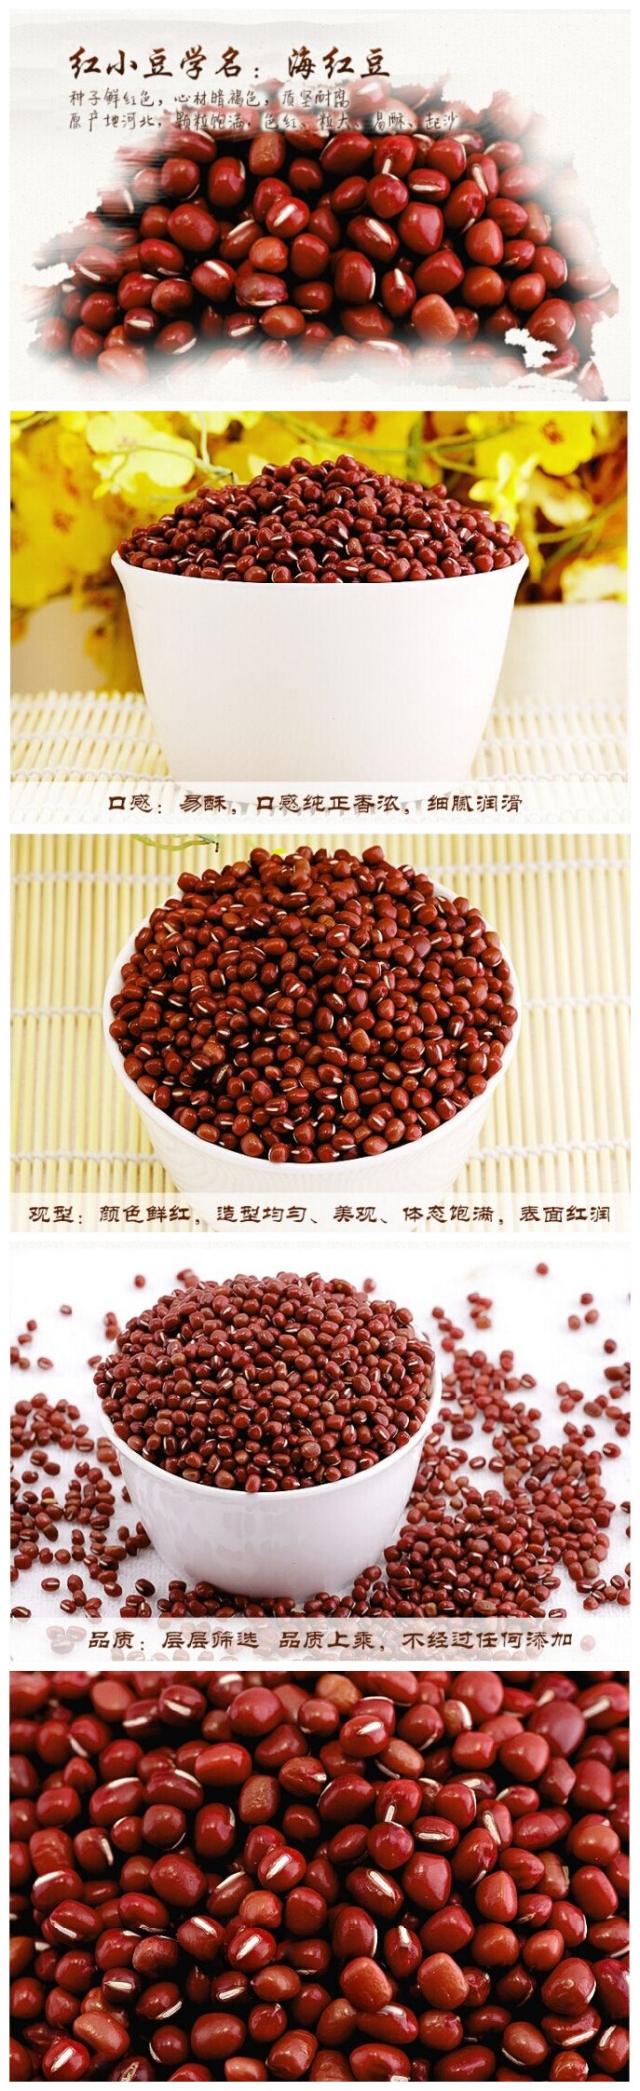 红小豆学名：海红豆
种子鲜红色，心材暗褐色，质坚耐腐
原产地河北，颗粒饱满，色红、粒大、易酥、起沙
口感：易酥，口感纯正香浓，细腻润滑
观型：颜色鲜红，造型均匀、美观、体态饱满，表面红润
品质：层层筛选 品质上乘，不经过任何添加